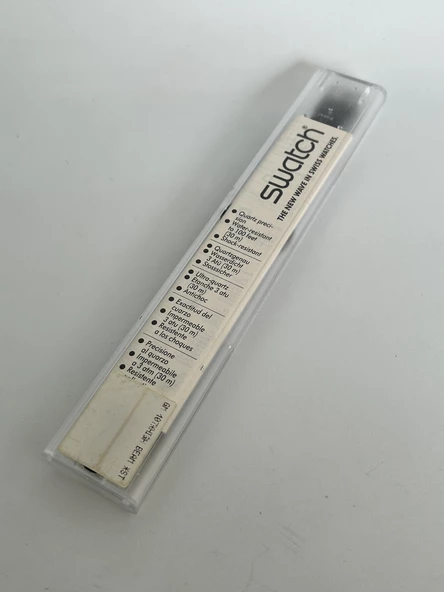 swatch®
THE NEW WAVE IN SWISS WATCHES.
● Quartz preci-
sion
● Water-resistant
to 100 feet
(30 m)
● Shock-resistant
● Quartzgenau
● Wasserdicht
3 Atü (30 m)
● Stossicher
● Ultra-quartz
● Etanche 3 atu
(30 m)
● Antichoc
● Exactitud del
cuarzo
● Impermeable
3 atu (30 m)
● Resistente
a los choques
● Precisione
al quarzo
● Impermeabile
a 3 atm (30 m)
● Resistente
HIGH BEAM